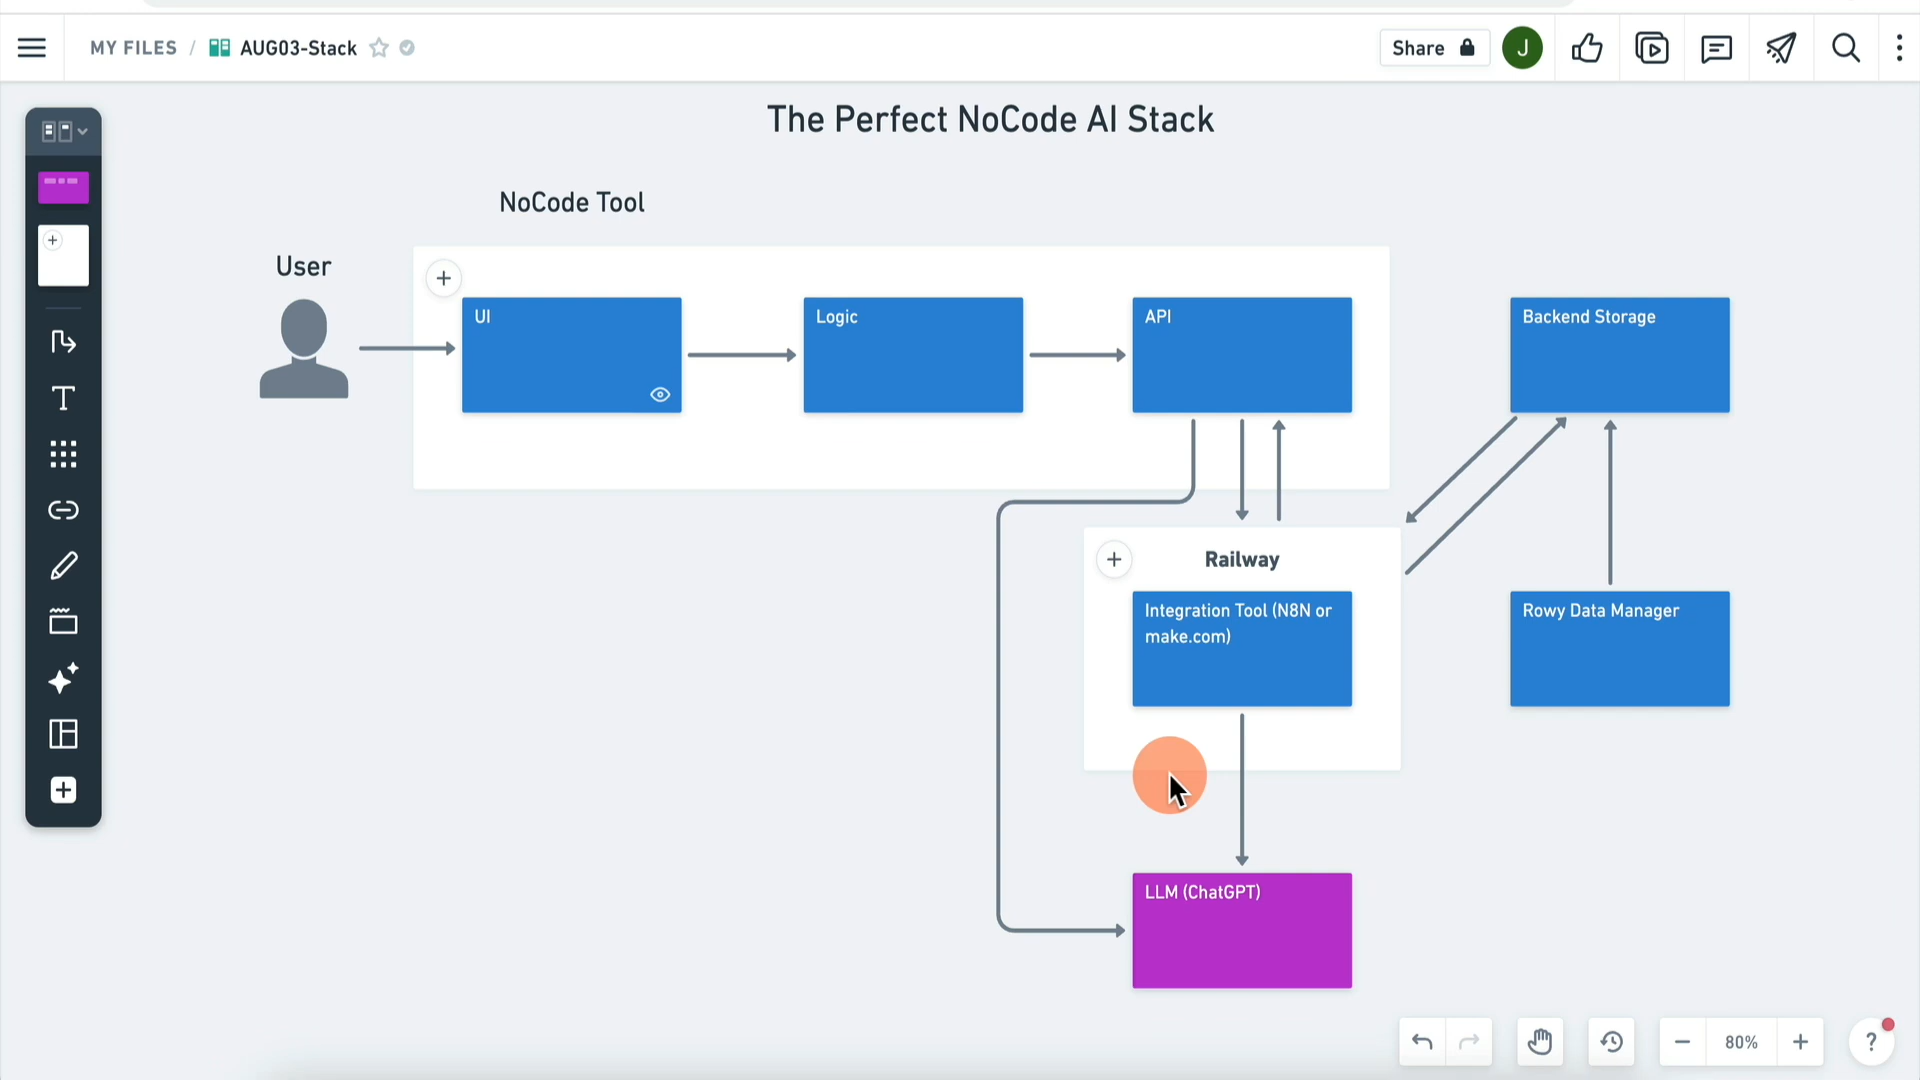 MY FILES / AUG03-Stack
Share
J
The Perfect NoCode AI Stack
NoCode Tool
User
UI
Logic
API
Backend Storage
Railway
Integration Tool (N8N or
make.com)
Rowy Data Manager
LLM (ChatGPT)
80%
?